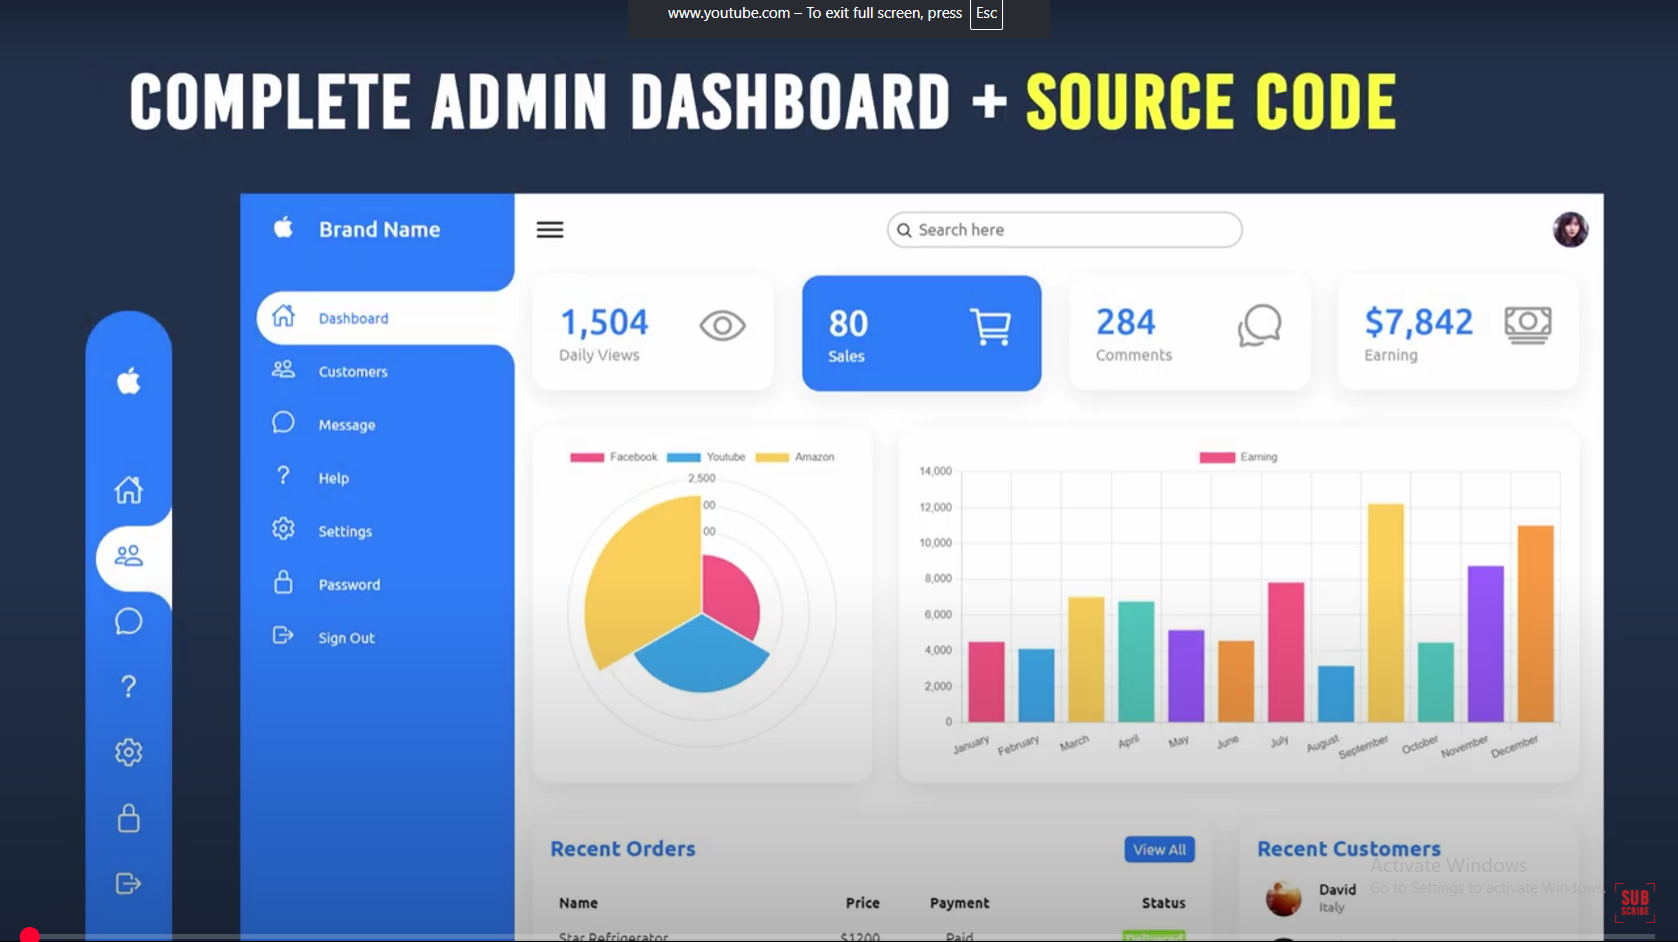 www.youtube.com – To exit full screen, press Esc
COMPLETE ADMIN DASHBOARD + SOURCE CODE
Brand Name
Search here
Dashboard
Customers
Message
Help
Settings
Password
Sign Out
1,504
Daily Views
80
Sales
284
Comments
$7,842
Earning
Facebook Youtube Amazon
2,500
00
00
Earning
14,000
12,000
10,000
8,000
6,000
4,000
2,000
0
January February March April May June July August September October November December
Recent Orders
View All
Name Price Payment Status
Star Refrigerator $1200 Paid Delivered
Recent Customers
David
Italy
Activate Windows
Go to Settings to activate Windows.
SUB
SCRIBE